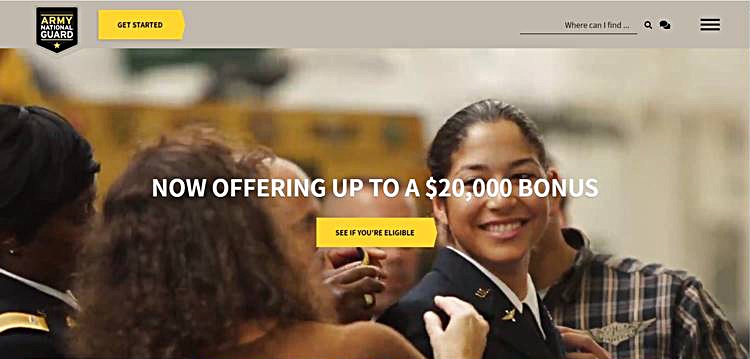 ARMY
NATIONAL
GUARD
GET STARTED
Where can I find ...
NOW OFFERING UP TO A $20,000 BONUS
SEE IF YOU'RE ELIGIBLE